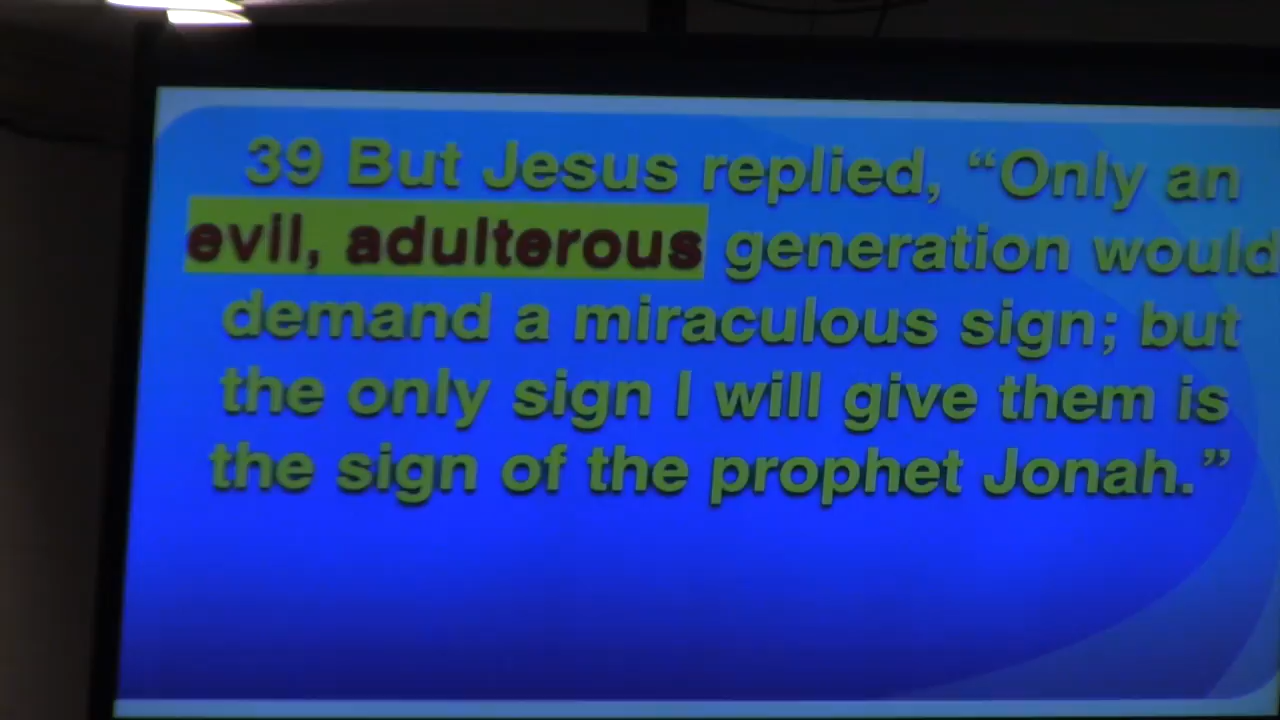 39 But Jesus replied, “Only an
evil, adulterous generation would
demand a miraculous sign; but
the only sign I will give them is
the sign of the prophet Jonah.”